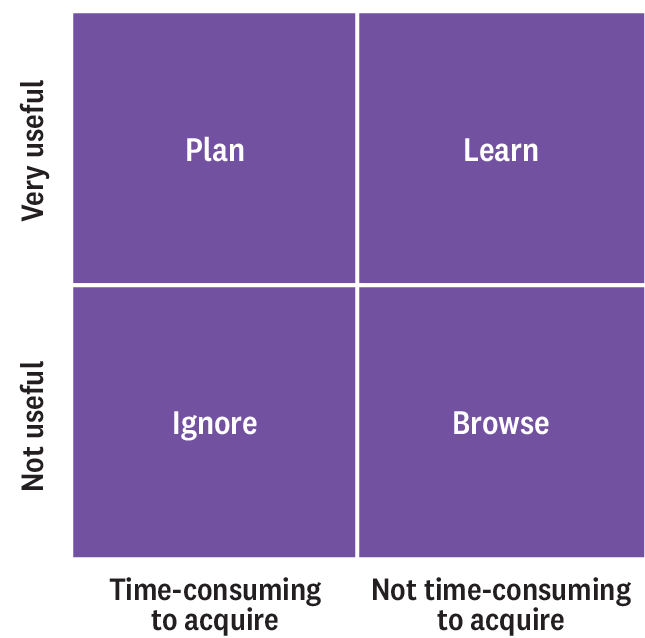 Very useful
Plan
Learn
Not useful
Ignore
Browse
Time-consuming
to acquire
Not time-consuming
to acquire